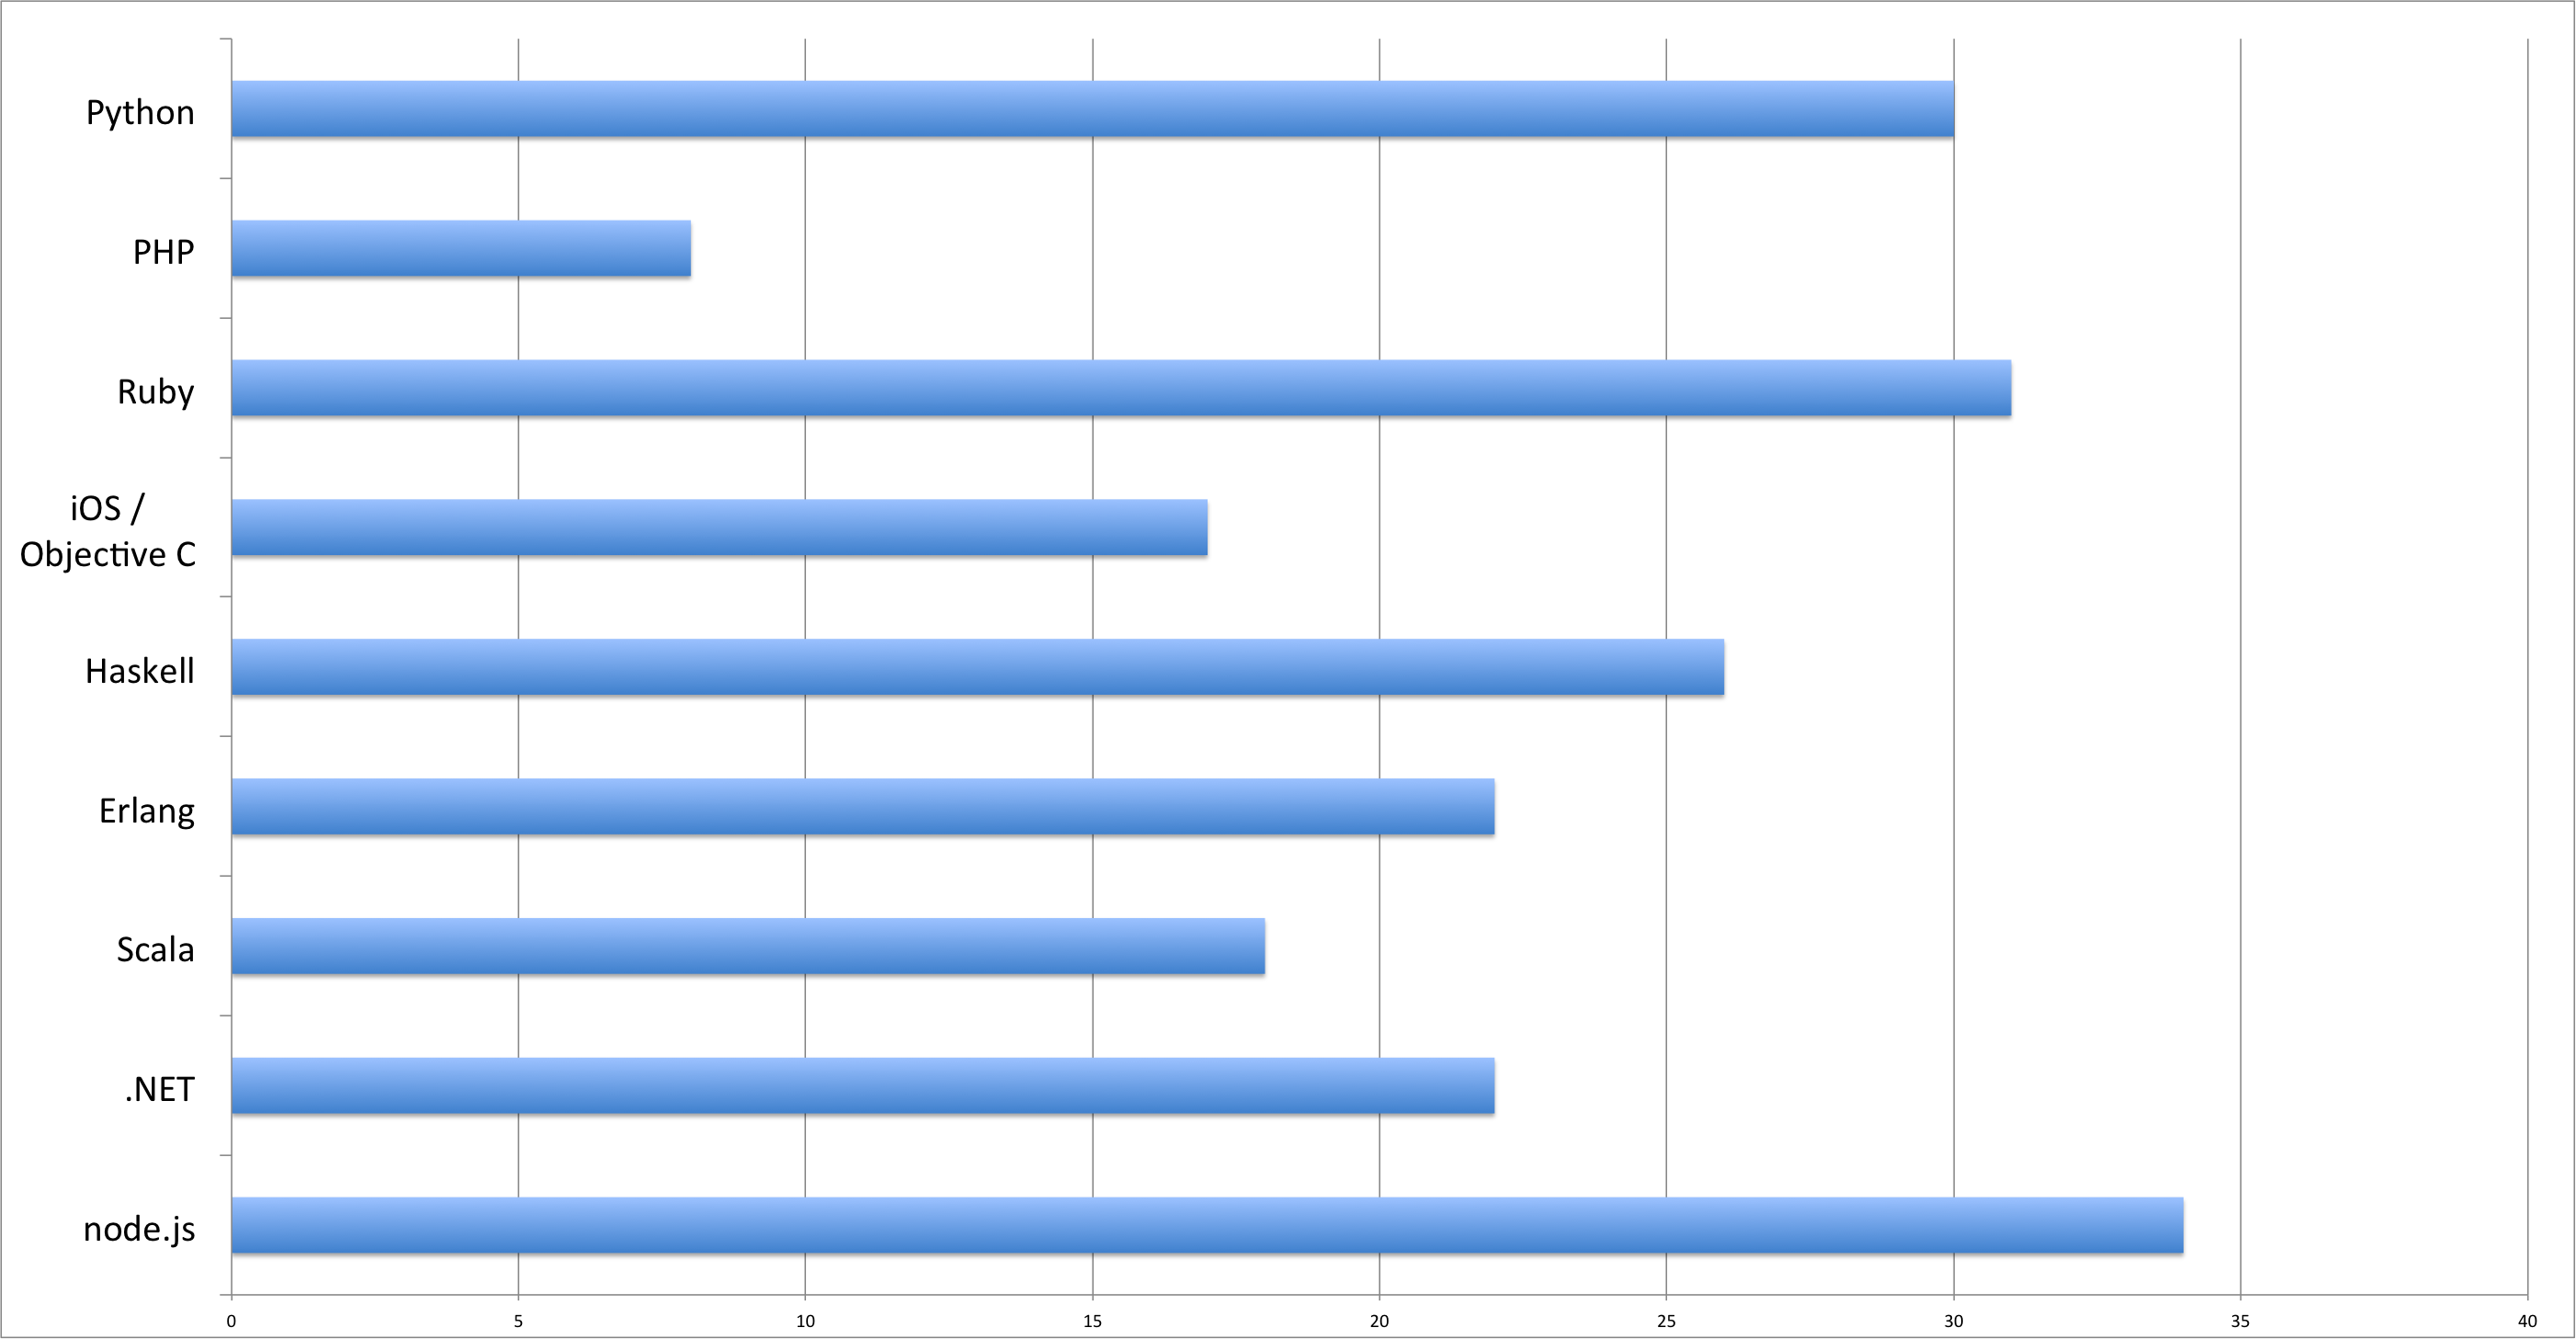 Python
PHP
Ruby
iOS /
Objective C
Haskell
Erlang
Scala
.NET
node.js
0 5 10 15 20 25 30 35 40